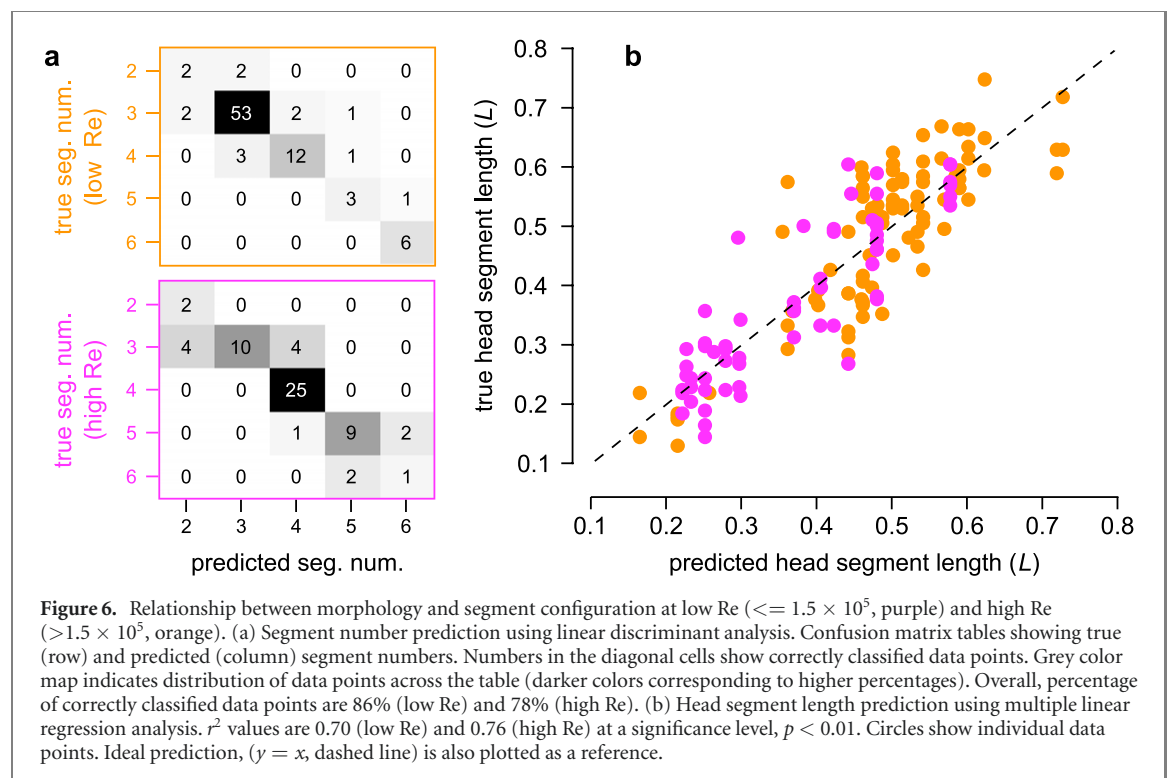 a
true seg. num.
(low Re)
2 2 2 0 0 0
3 2 53 2 1 0
4 0 3 12 1 0
5 0 0 0 3 1
6 0 0 0 0 6
true seg. num.
(high Re)
2 2 0 0 0 0
3 4 10 4 0 0
4 0 0 25 0 0
5 0 0 1 9 2
6 0 0 0 2 1
2 3 4 5 6
predicted seg. num.
b
true head segment length (L)
0.8
0.7
0.6
0.5
0.4
0.3
0.2
0.1
0.1 0.2 0.3 0.4 0.5 0.6 0.7 0.8
predicted head segment length (L)
Figure 6. Relationship between morphology and segment configuration at low Re (<= 1.5 × 10⁵, purple) and high Re
(>1.5 × 10⁵, orange). (a) Segment number prediction using linear discriminant analysis. Confusion matrix tables showing true
(row) and predicted (column) segment numbers. Numbers in the diagonal cells show correctly classified data points. Grey color
map indicates distribution of data points across the table (darker colors corresponding to higher percentages). Overall, percentage
of correctly classified data points are 86% (low Re) and 78% (high Re). (b) Head segment length prediction using multiple linear
regression analysis. r² values are 0.70 (low Re) and 0.76 (high Re) at a significance level, p < 0.01. Circles show individual data
points. Ideal prediction, (y = x, dashed line) is also plotted as a reference.